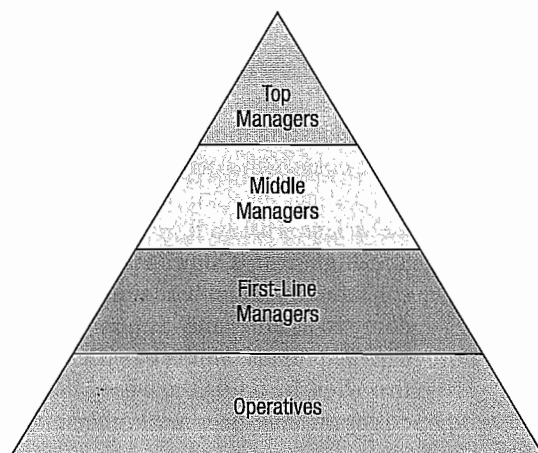 Top
Managers
Middle
Managers
First-Line
Managers
Operatives